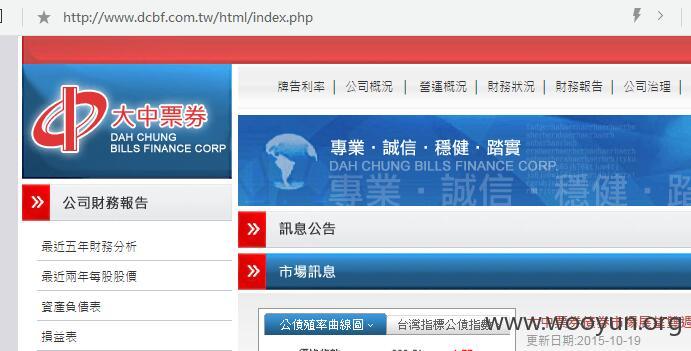 http://www.dcbf.com.tw/html/index.php
大中票券
DAH CHUNG
BILLS FINANCE CORP
牌告利率 | 公司概況 | 營運概況 | 財務狀況 | 財務報告 | 公司治理 |
專業·誠信·穩健·踏實
DAH CHUNG BILLS FINANCE CORP.
專業·誠信 穩健·踏
公司財務報告
最近五年財務分析
最近兩年每股股價
資產負債表
損益表
訊息公告
市場訊息
公債殖率曲線圖
台灣指標公債指數
www.wooyun.org
更新日期:2015-10-19